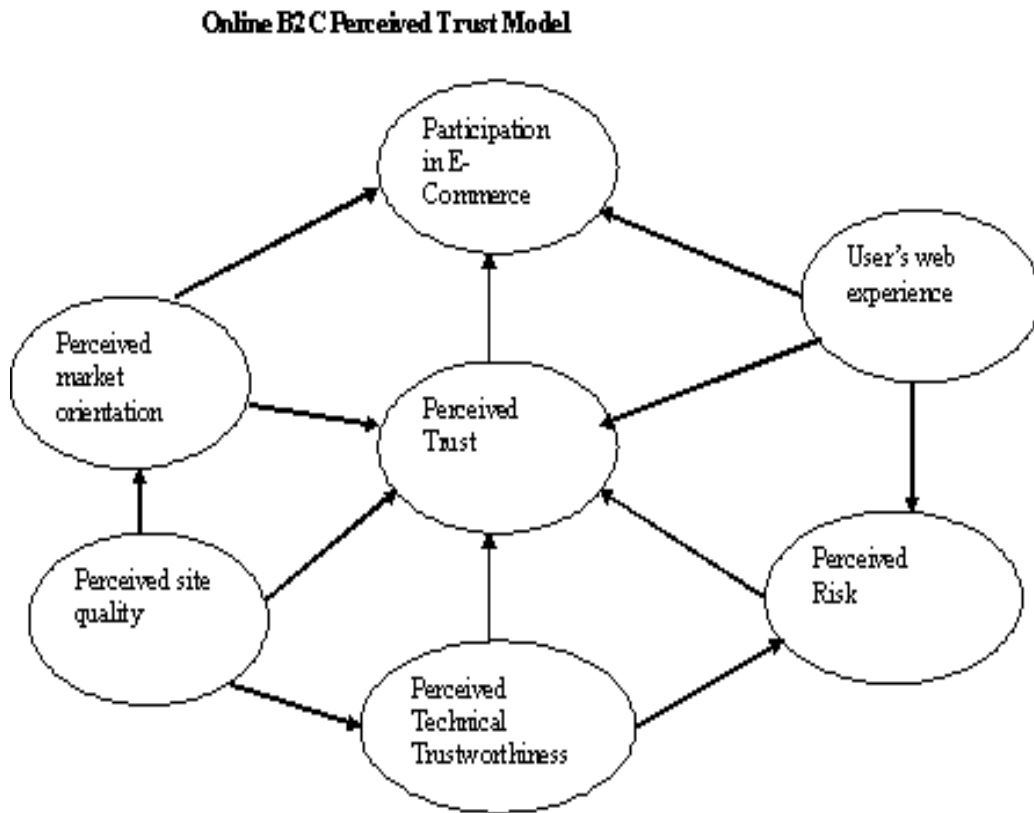 Online B2C Perceived Trust Model
Participation
in E-
Commerce
User's web
experience
Perceived
market
orientation
Perceived
Trust
Perceived site
quality
Perceived
Risk
Perceived
Technical
Trustworthiness